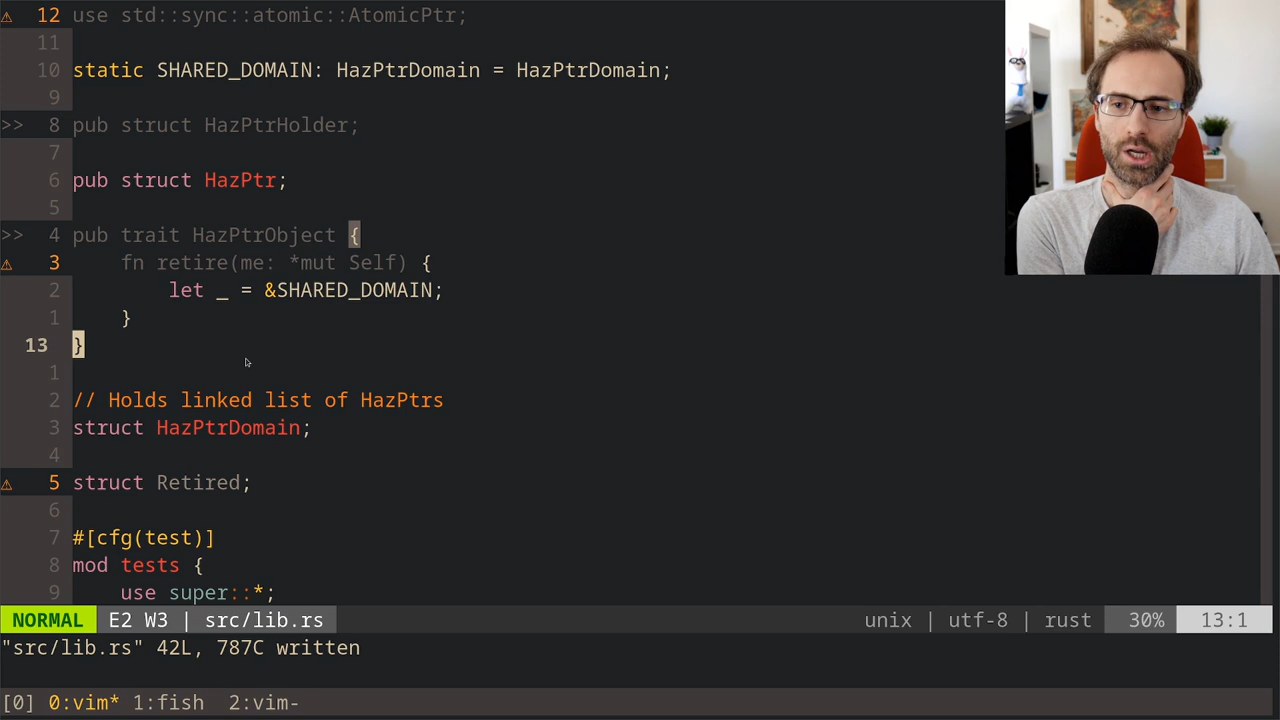 ⚠ 12 use std::sync::atomic::AtomicPtr;
11
10 static SHARED_DOMAIN: HazPtrDomain = HazPtrDomain;
9
>> 8 pub struct HazPtrHolder;
7
6 pub struct HazPtr;
5
>> 4 pub trait HazPtrObject {
⚠ 3     fn retire(me: *mut Self) {
2         let _ = &SHARED_DOMAIN;
1     }
13 }
1
2 // Holds linked list of HazPtrs
3 struct HazPtrDomain;
4
⚠ 5 struct Retired;
6
7 #[cfg(test)]
8 mod tests {
9     use super::*;
NORMAL E2 W3 | src/lib.rs unix | utf-8 | rust 30% 13:1
"src/lib.rs" 42L, 787C written
[0] 0:vim* 1:fish  2:vim-